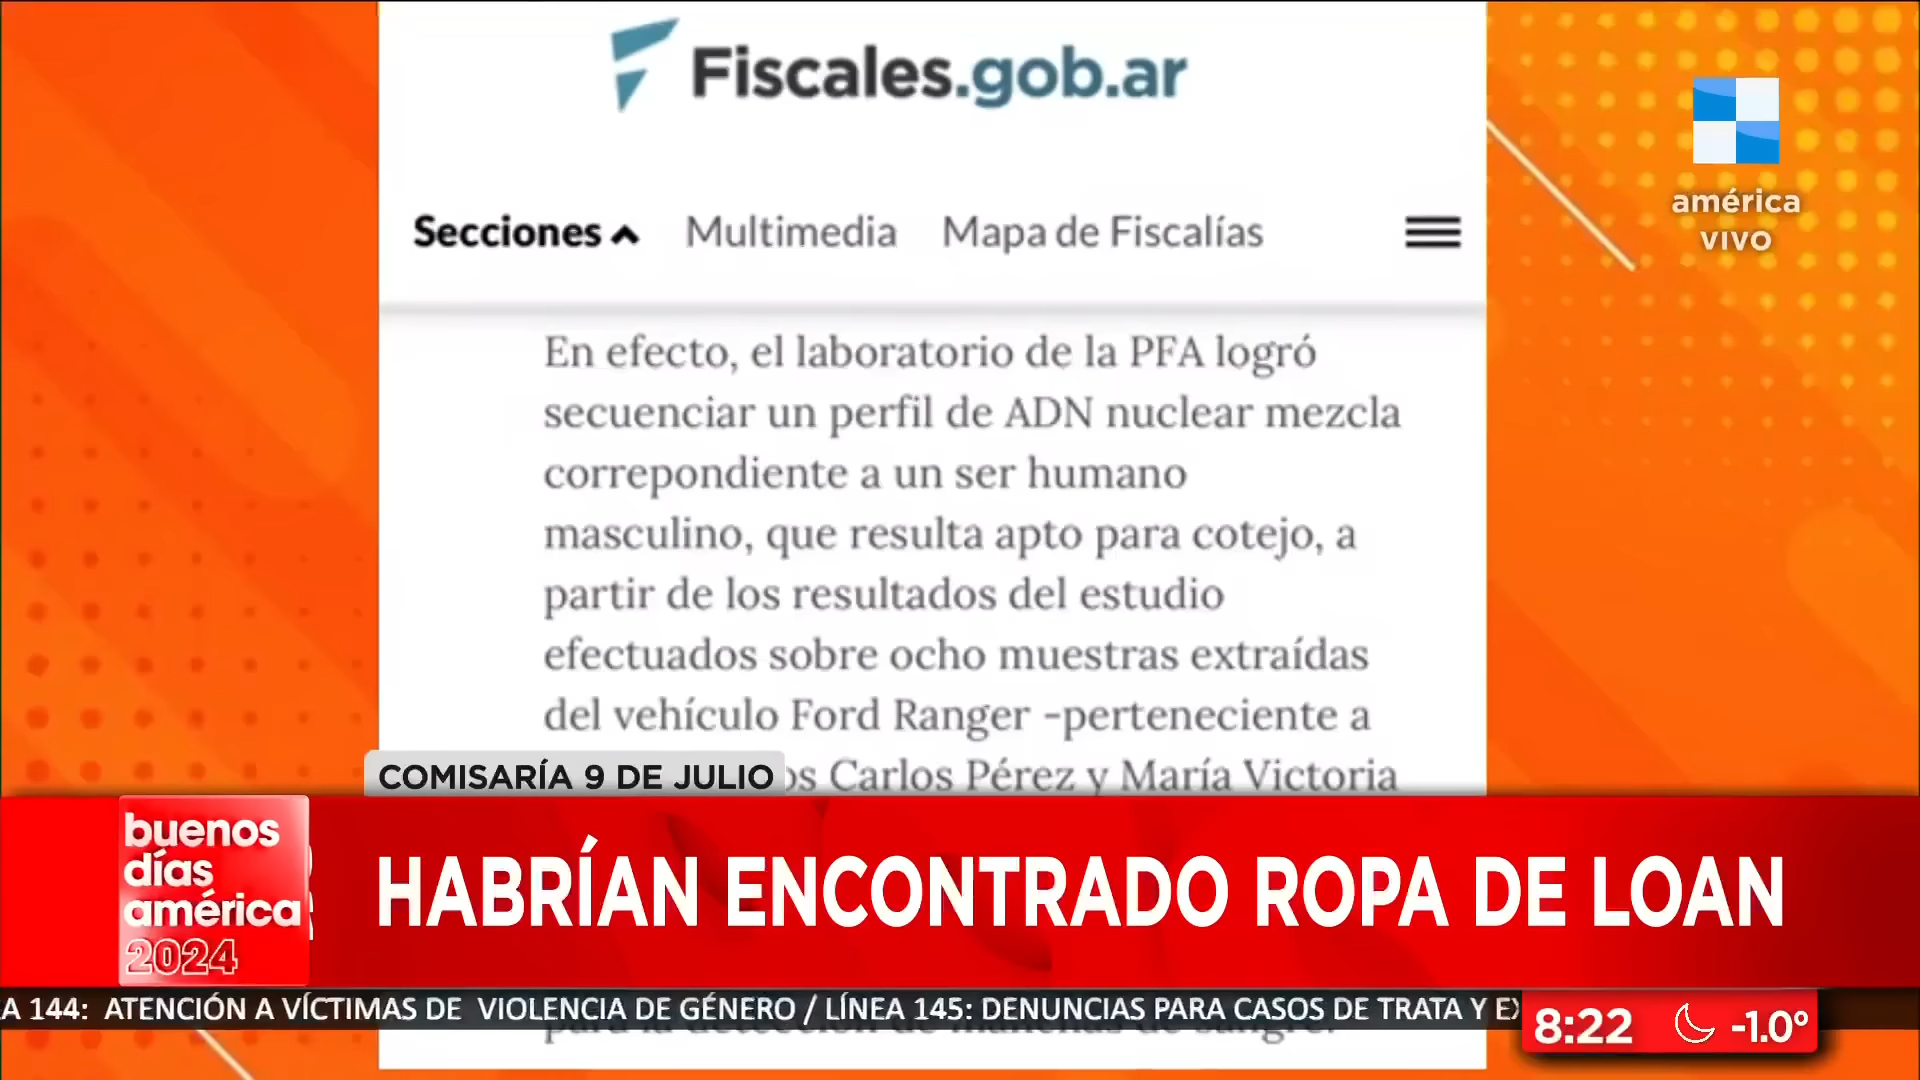 Fiscales.gob.ar
américa
VIVO
Secciones Multimedia Mapa de Fiscalías
En efecto, el laboratorio de la PFA logró
secuenciar un perfil de ADN nuclear mezcla
correpondiente a un ser humano
masculino, que resulta apto para cotejo, a
partir de los resultados del estudio
efectuados sobre ocho muestras extraídas
del vehículo Ford Ranger -perteneciente a
Carlos Pérez y María Victoria
COMISARÍA 9 DE JULIO
buenos
días
américa
2024
HABRÍAN ENCONTRADO ROPA DE LOAN
144: ATENCIÓN A VÍCTIMAS DE VIOLENCIA DE GÉNERO / LÍNEA 145: DENUNCIAS PARA CASOS DE TRATA Y
8:22 -1.0°